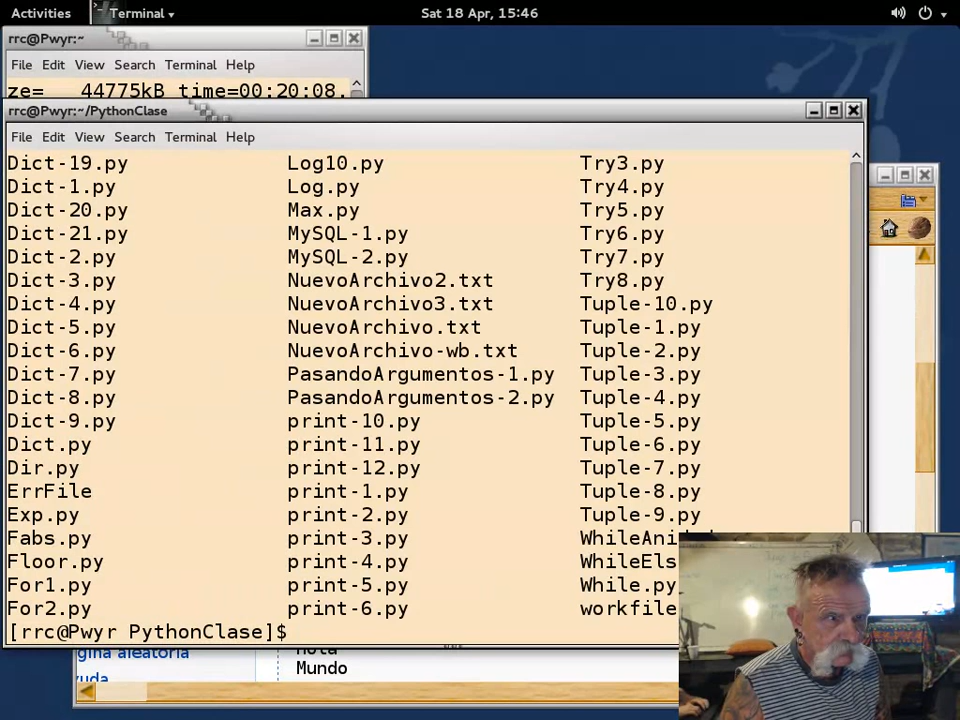 Activities
Terminal
Sat 18 Apr, 15:46
rrc@Pwyr:~
File Edit View Search Terminal Help
ze= 44775kB time=00:20:08.
rrc@Pwyr:~/PythonClase
File Edit View Search Terminal Help
Dict-19.py Log10.py Try3.py
Dict-1.py Log.py Try4.py
Dict-20.py Max.py Try5.py
Dict-21.py MySQL-1.py Try6.py
Dict-2.py MySQL-2.py Try7.py
Dict-3.py NuevoArchivo2.txt Try8.py
Dict-4.py NuevoArchivo3.txt Tuple-10.py
Dict-5.py NuevoArchivo.txt Tuple-1.py
Dict-6.py NuevoArchivo-wb.txt Tuple-2.py
Dict-7.py PasandoArgumentos-1.py Tuple-3.py
Dict-8.py PasandoArgumentos-2.py Tuple-4.py
Dict-9.py print-10.py Tuple-5.py
Dict.py print-11.py Tuple-6.py
Dir.py print-12.py Tuple-7.py
ErrFile print-1.py Tuple-8.py
Exp.py print-2.py Tuple-9.py
Fabs.py print-3.py WhileAni
Floor.py print-4.py WhileEls
For1.py print-5.py While.py
For2.py print-6.py workfile
[rrc@Pwyr PythonClase]$
gina aleatoria
Mundo